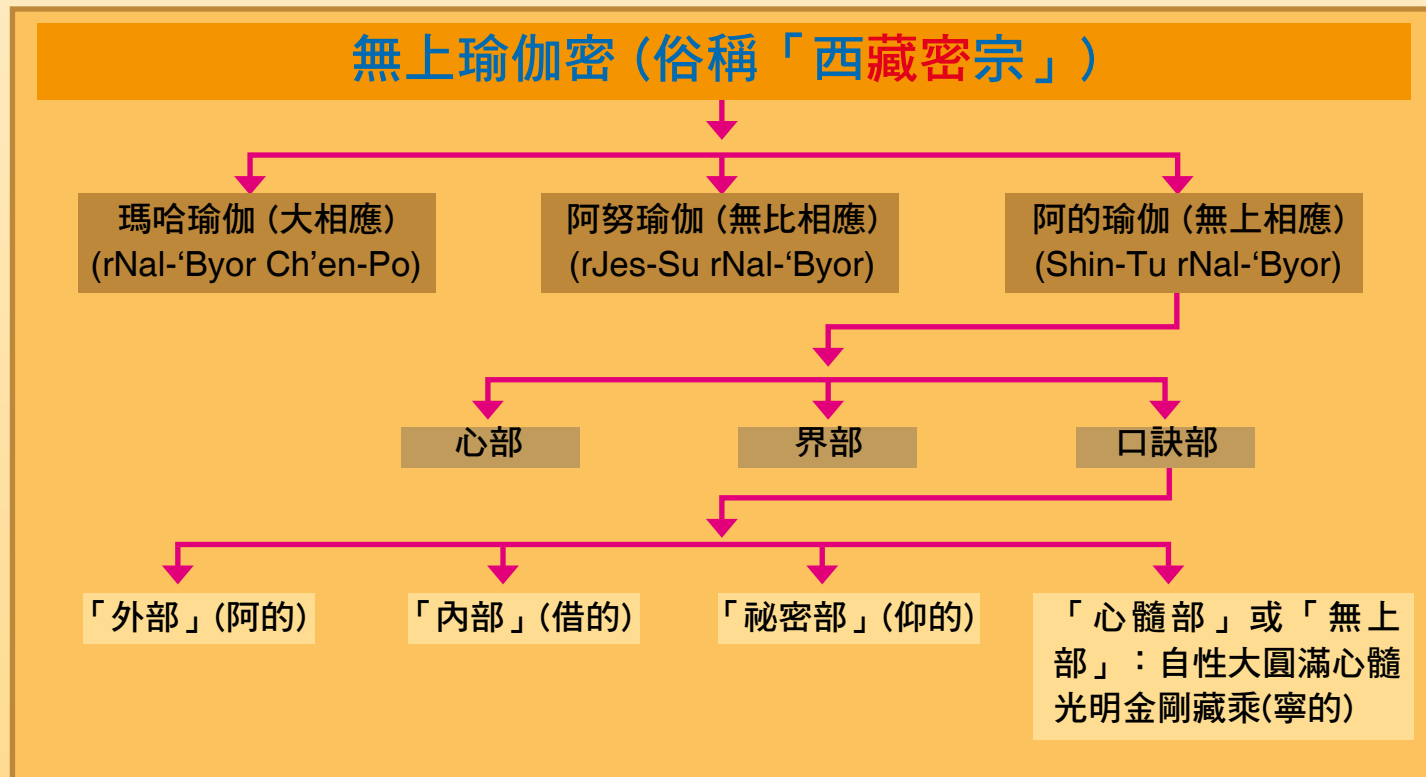 無上瑜伽密(俗稱「西藏密宗」)
瑪哈瑜伽(大相應)
(rNal-‘Byor Ch’en-Po)
阿努瑜伽(無比相應)
(rJes-Su rNal-‘Byor)
阿的瑜伽(無上相應)
(Shin-Tu rNal-‘Byor)
心部
界部
口訣部
「外部」(阿的)
「內部」(借的)
「祕密部」(仰的)
「心髓部」或「無上
部」：自性大圓滿心髓
光明金剛藏乘(寧的)